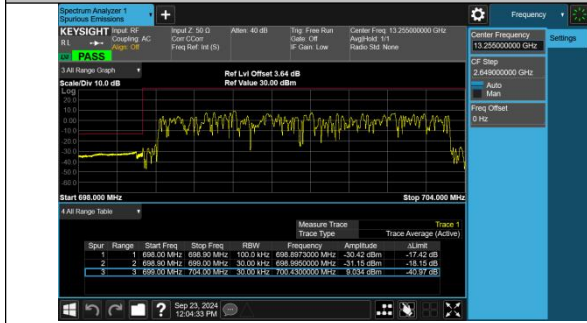 Spectrum Analyzer 1
Spurious Emissions
+
Frequency
KEYSIGHT
Input: RF
Coupling: AC
Align: Off
Input Z: 50 Ω
Corr CCorr
Freq Ref: Int (S)
Atten: 40 dB
Trig: Free Run
Gate: Off
IF Gain: Low
Center Freq: 13.255000000 GHz
Avg|Hold: 1/1
Radio Std: None
RL
PASS
3 All Range Graph
Ref Lvl Offset 3.64 dB
Ref Value 30.00 dBm
Scale/Div 10.0 dB
Log
20.0
10.0
0.00
-10.0
-20.0
-30.0
-40.0
-50.0
-60.0
Start 698.000 MHz
Stop 704.000 MHz
4 All Range Table
Measure Trace Trace 1
Trace Type Trace Average (Active)
Spur Range Start Freq Stop Freq RBW Frequency Amplitude ΔLimit
1 1 698.00 MHz 698.90 MHz 100.0 kHz 698.8973000 MHz -30.42 dBm -17.42 dB
2 2 698.90 MHz 699.00 MHz 30.00 kHz 698.9950000 MHz -31.15 dBm -18.15 dB
3 3 699.00 MHz 704.00 MHz 30.00 kHz 700.4300000 MHz 9.034 dBm -40.97 dB
Center Frequency
13.255000000 GHz
CF Step
2.649000000 GHz
Auto
Man
Freq Offset
0 Hz
Settings
?
Sep 23, 2024
12:04:33 PM